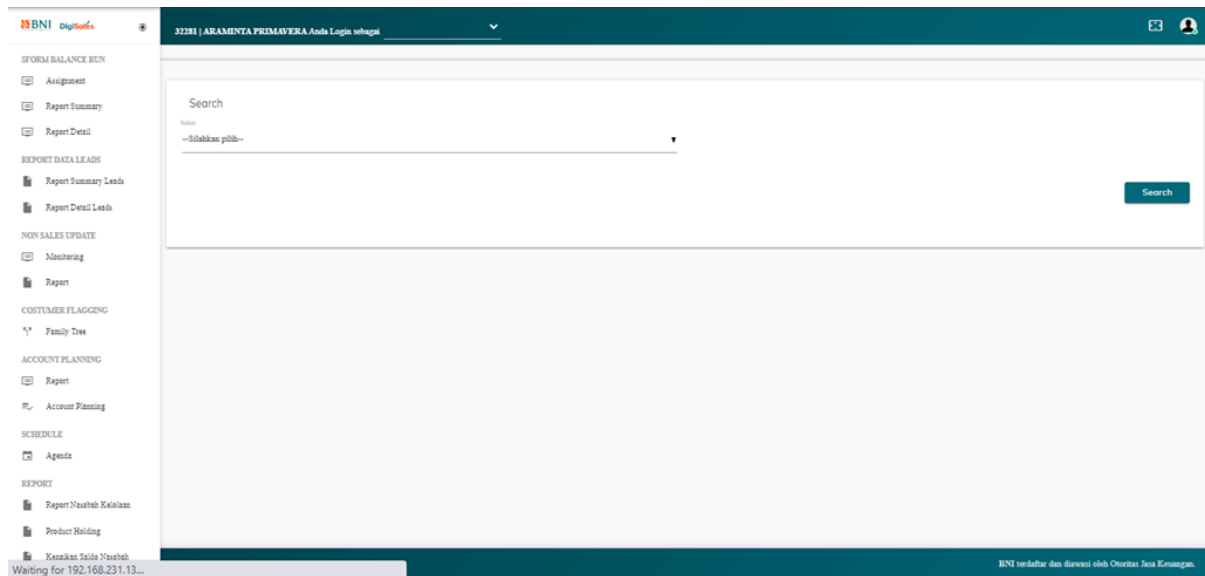 BNI DigiSales
32281 | ARAMINTA PRIMAVERA Anda Login sebagai
SFORM BALANCE RUN
Assignment
Report Summary
Report Detail
REPORT DATA LEADS
Report Summary Leads
Report Detail Leads
NON SALES UPDATE
Monitoring
Report
COSTUMER FLAGGING
Family Tree
ACCOUNT PLANNING
Report
Account Planning
SCHEDULE
Agenda
REPORT
Report Nasabah Kelolaan
Product Holding
Kenaikan Saldo Nasabah
Waiting for 192.168.231.13...
Search
Sales
--Silahkan pilih--
Search
BNI terdaftar dan diawasi oleh Otoritas Jasa Keuangan.